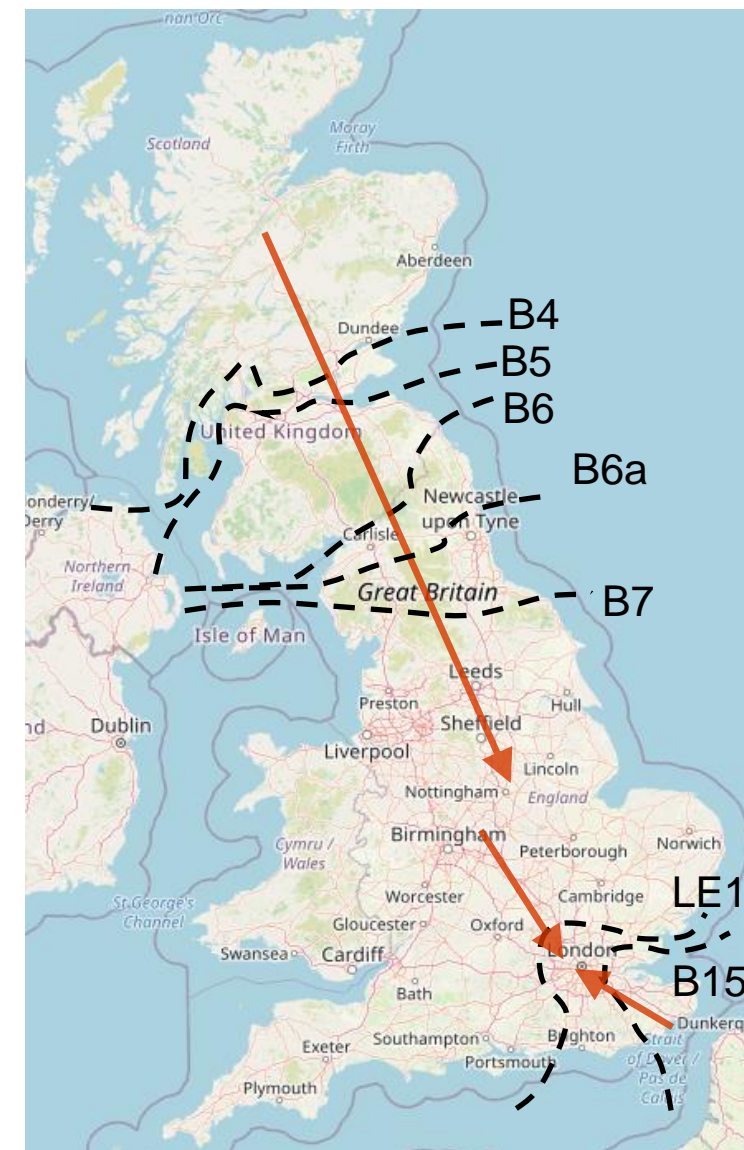 nan Orc
Moray
Firth
Scotland
Aberdeen
B4
Dundee
B5
B6
United Kingdom
B6a
Newcastle
upon Tyne
onderry/
Derry
Carlisle
Northern
Ireland
Great Britain
B7
Isle of Man
Leeds
Preston
Hull
nd
Dublin
Sheffield
Liverpool
Lincoln
Nottingham
England
Birmingham
Norwich
Cymru /
Wales
Peterborough
LE1
Worcester
Cambridge
St George's
Channel
Gloucester
Oxford
Swansea
Cardiff
London
B15
Bath
Dunkerq
Southampton
Brighton
Strait
of Dover /
Pas de
Calais
Exeter
Portsmouth
Plymouth